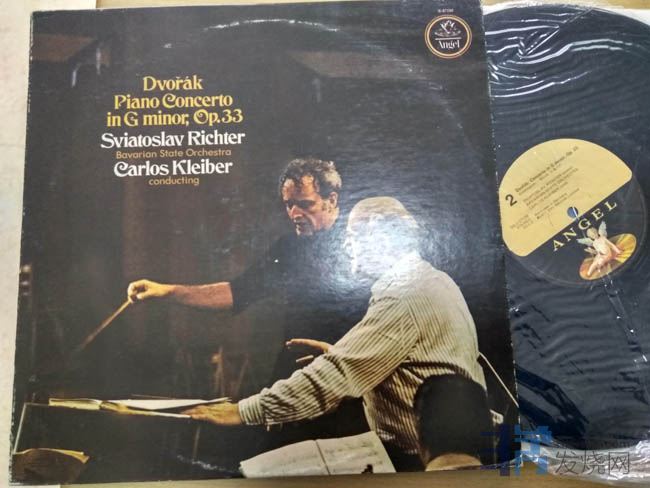 Angel
Dvořák
Piano Concerto
in G minor, Op.33
Sviatoslav Richter
Bavarian State Orchestra
Carlos Kleiber
conducting
2
ANGEL
发烧网